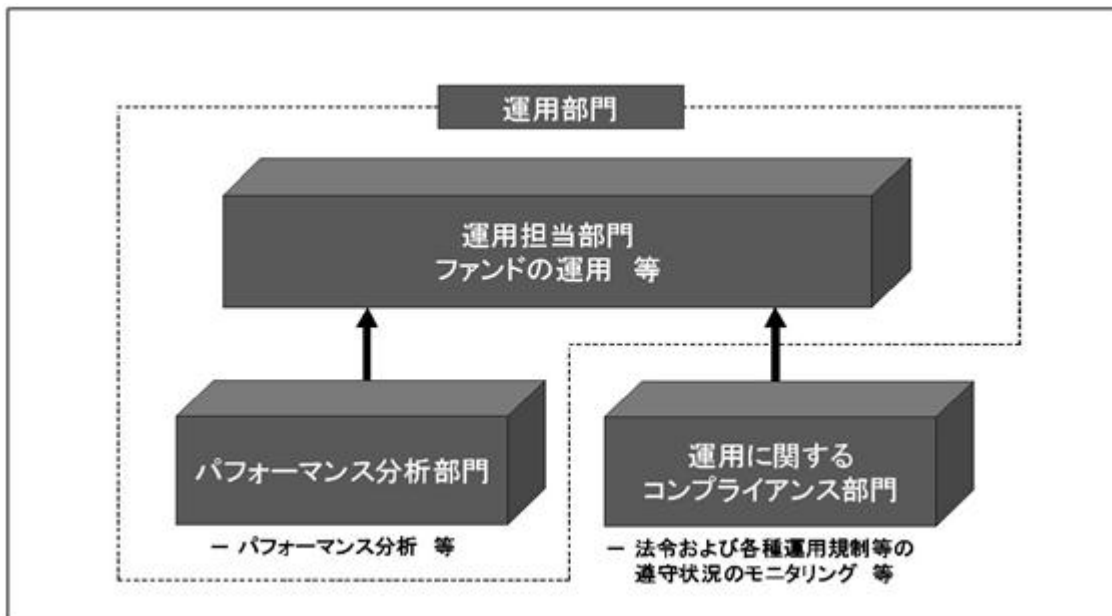 運用部門
運用担当部門
ファンドの運用 等
パフォーマンス分析部門
− パフォーマンス分析 等
運用に関する
コンプライアンス部門
− 法令および各種運用規制等の
遵守状況のモニタリング 等